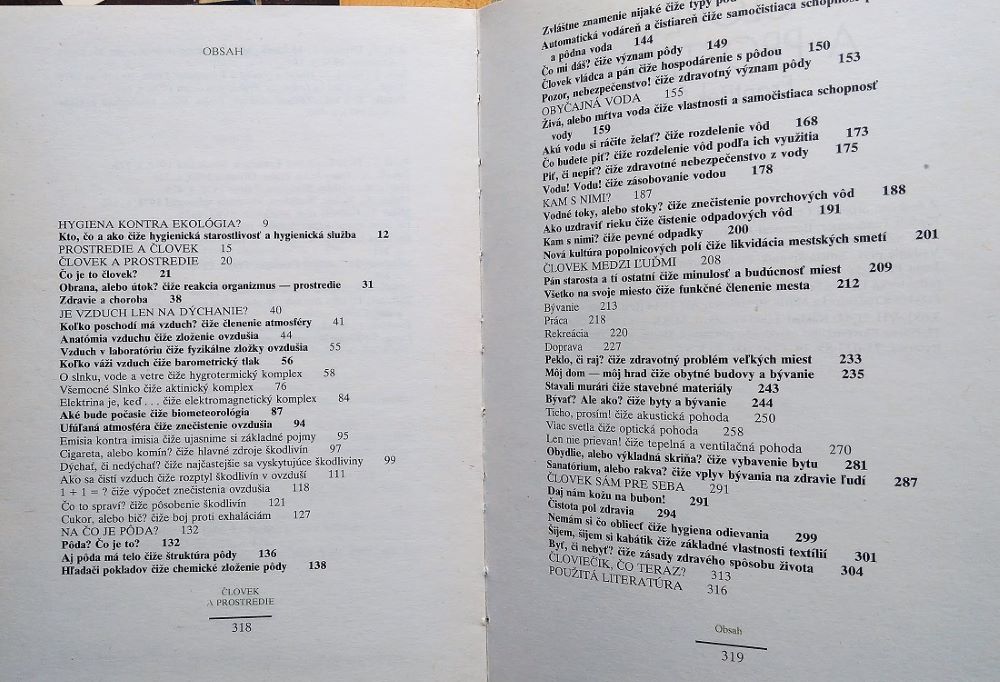 OBSAH
HYGIENA KONTRA EKOLÓGIA? 9
Kto, čo a ako čiže hygienická starostlivosť a hygienická služba 12
PROSTREDIE A ČLOVEK 15
ČLOVEK A PROSTREDIE 20
Čo je to človek? 21
Obrana, alebo útok? čiže reakcia organizmus — prostredie 31
Zdravie a choroba 38
JE VZDUCH LEN NA DÝCHANIE? 40
Koľko poschodí má vzduch? čiže členenie atmosféry 41
Anatómia vzduchu čiže zloženie ovzdušia 44
Vzduch v laboratóriu čiže fyzikálne zložky ovzdušia 55
Koľko váži vzduch čiže barometrický tlak 56
O slnku, vode a vetre čiže hygrotermický komplex 58
Všemocné Slnko čiže aktinický komplex 76
Elektrina je, keď... čiže elektromagnetický komplex 84
Aké bude počasie čiže biometeorológia 87
Ufúľaná atmosféra čiže znečistenie ovzdušia 94
Emisia kontra imisia čiže ujasnime si základné pojmy 95
Cigareta, alebo komín? čiže hlavné zdroje škodlivín 97
Dýchať, či nedýchať? čiže najčastejšie sa vyskytujúce škodliviny 99
Ako sa čistí vzduch čiže rozptyl škodlivín v ovzduší 111
1 + 1 = ? čiže výpočet znečistenia ovzdušia 118
Čo to spraví? čiže pôsobenie škodlivín 121
Cukor, alebo bič? čiže boj proti exhaláciám 127
NA ČO JE PÔDA? 132
Pôda? Čo je to? 132
Aj pôda má telo čiže štruktúra pôdy 136
Hľadači pokladov čiže chemické zloženie pôdy 138
ČLOVEK
A PROSTREDIE
318
Zvláštne znamenie nijaké čiže typy
Automatická vodáreň a čistiareň čiže samočistiaca schopnosť
a pôdna voda 144
Čo mi dáš? čiže význam pôdy 149
Človek vládca a pán čiže hospodárenie s pôdou 150
Pozor, nebezpečenstvo! čiže zdravotný význam pôdy 153
OBYČAJNÁ VODA 155
Živá, alebo mŕtva voda čiže vlastnosti a samočistiaca schopnosť
vody 159
Akú vodu si ráčite želať? čiže rozdelenie vôd 168
Čo budete piť? čiže rozdelenie vôd podľa ich využitia 173
Piť, či nepiť? čiže zdravotné nebezpečenstvo z vody 175
Vodu! Vodu! čiže zásobovanie vodou 178
KAM S NIMI? 187
Vodné toky, alebo stoky? čiže znečistenie povrchových vôd 188
Ako uzdraviť rieku čiže čistenie odpadových vôd 191
Kam s nimi? čiže pevné odpadky 200
Nová kultúra popolnicových polí čiže likvidácia mestských smetí 201
ČLOVEK MEDZI ĽUĎMI 208
Pán starosta a tí ostatní čiže minulosť a budúcnosť miest 209
Všetko na svoje miesto čiže funkčné členenie mesta 212
Bývanie 213
Práca 218
Rekreácia 220
Doprava 227
Peklo, či raj? čiže zdravotný problém veľkých miest 233
Môj dom — môj hrad čiže obytné budovy a bývanie 235
Stavali murári čiže stavebné materiály 243
Bývať? Ale ako? čiže byty a bývanie 244
Ticho, prosím! čiže akustická pohoda 250
Viac svetla čiže optická pohoda 258
Len nie prievan! čiže tepelná a ventilačná pohoda 270
Obydlie, alebo výkladná skriňa? čiže vybavenie bytu 281
Sanatórium, alebo rakva? čiže vplyv bývania na zdravie ľudí 287
ČLOVEK SÁM PRE SEBA 291
Daj nám kožu na bubon! 291
Čistota pol zdravia 294
Nemám si čo obliecť čiže hygiena odievania 299
Šijem, šijem si kabátik čiže základné vlastnosti textílií 301
Byť, či nebyť? čiže zásady zdravého spôsobu života 304
ČLOVIEČIK, ČO TERAZ? 313
POUŽITÁ LITERATÚRA 316
Obsah
319